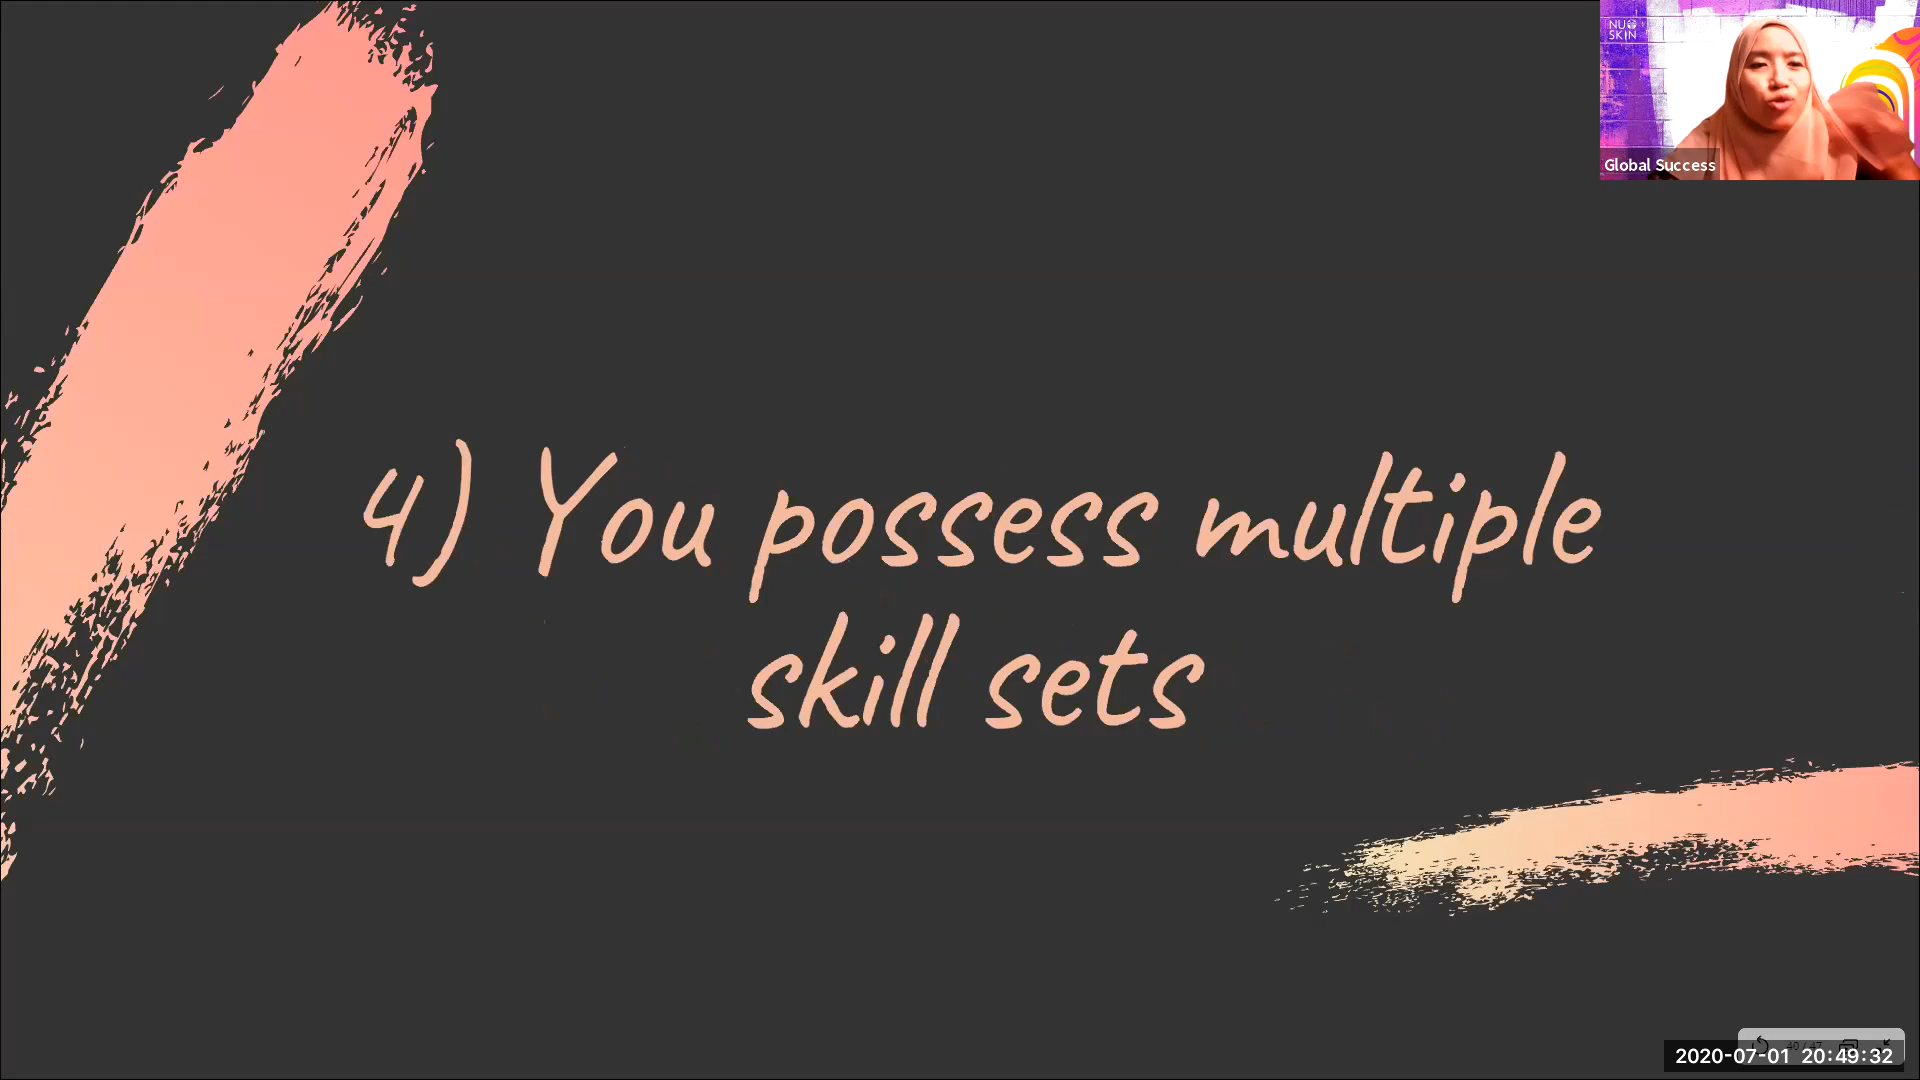 NU
SKIN
Global Success
4) You possess multiple
skill sets
2020-07-01 20:49:32